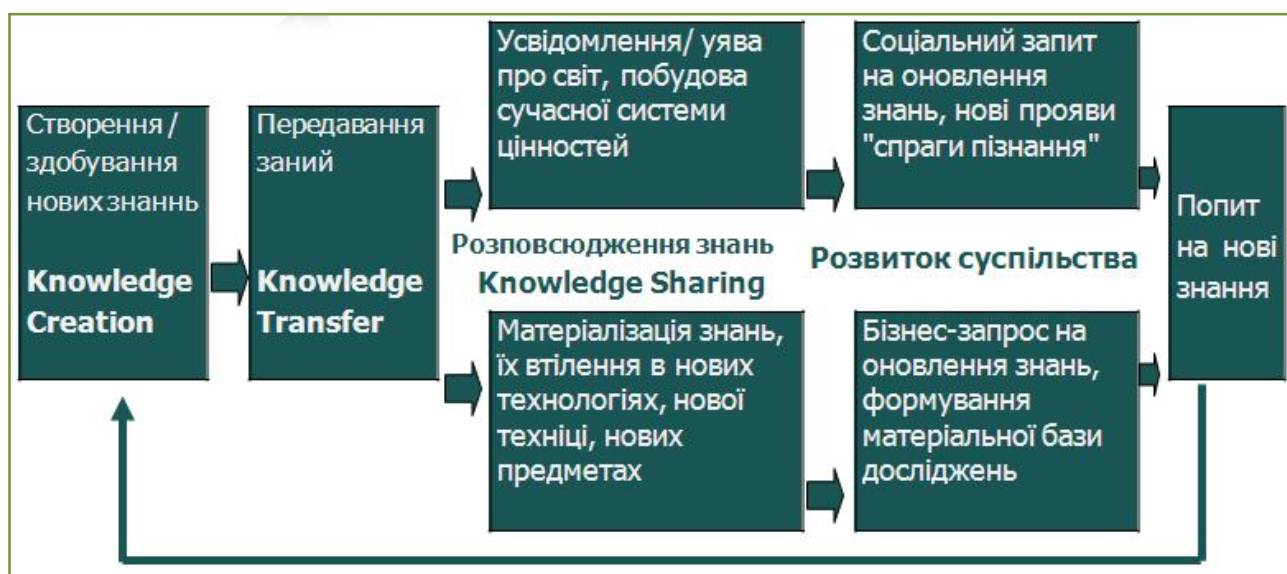 Створення /
здобування
нових знаннь
Knowledge
Creation
Передавання
заний
Knowledge
Transfer
Усвідомлення/ уява
про світ, побудова
сучасної системи
цінностей
Розповсюдження знань
Knowledge Sharing
Матеріалізація знань,
їх втілення в нових
технологіях, нової
техніці, нових
предметах
Соціальний запит
на оновлення
знань, нові прояви
"спраги пізнання"
Розвиток суспільства
Бізнес-запрос на
оновлення знань,
формування
матеріальної бази
досліджень
Попит
на нові
знання